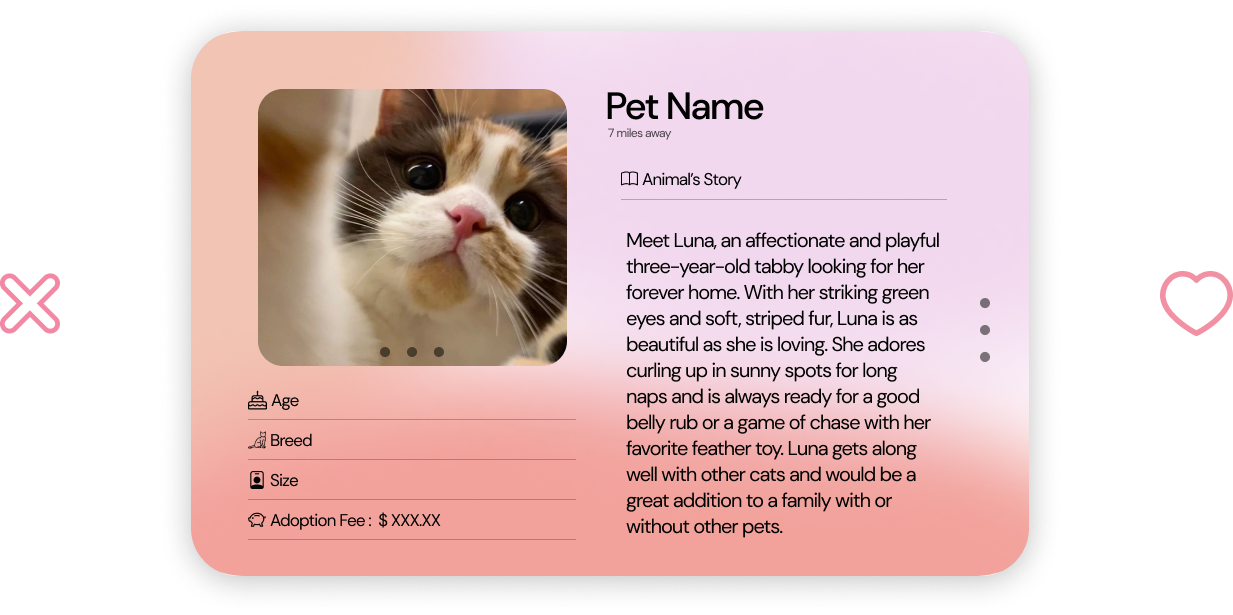 Pet Name
7 miles away
Animal's Story
Meet Luna, an affectionate and playful
three-year-old tabby looking for her
forever home. With her striking green
eyes and soft, striped fur, Luna is as
beautiful as she is loving. She adores
curling up in sunny spots for long
naps and is always ready for a good
belly rub or a game of chase with her
favorite feather toy. Luna gets along
well with other cats and would be a
great addition to a family with or
without other pets.
Age
Breed
Size
Adoption Fee : $ XXX.XX